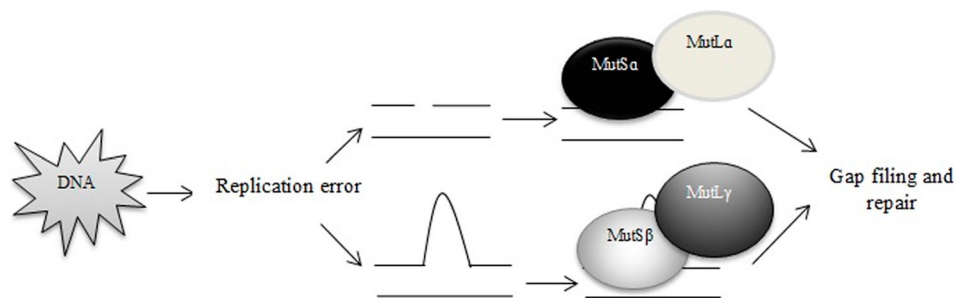 DNA
Replication error
MutSα
MutLα
MutSβ
MutLγ
Gap filing and
repair